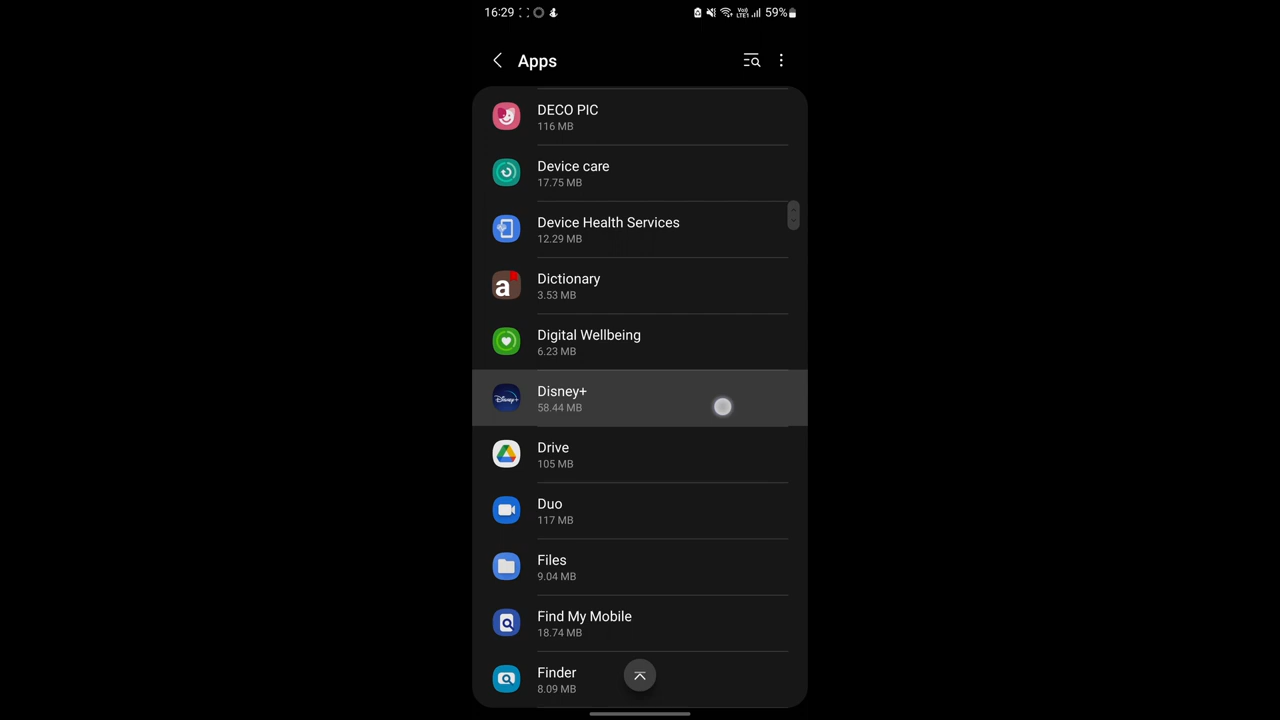 16:29 59%
Apps
DECO PIC
116 MB
Device care
17.75 MB
Device Health Services
12.29 MB
Dictionary
3.53 MB
Digital Wellbeing
6.23 MB
Disney+
Disney+
58.44 MB
Drive
105 MB
Duo
117 MB
Files
9.04 MB
Find My Mobile
18.74 MB
Finder
8.09 MB